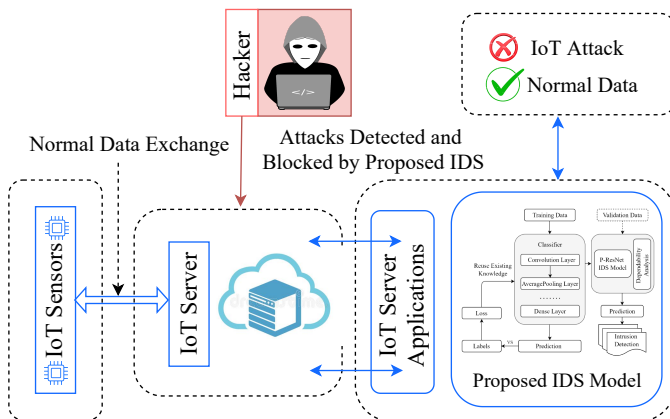 Hacker
</>
IoT Attack
Normal Data
Attacks Detected and
Blocked by Proposed IDS
Normal Data Exchange
IoT Sensors
IoT Server
IoT Server
Applications
Training Data
Classifier
Convolution Layer
AveragePooling Layer
.......
Dense Layer
Prediction
VS
Labels
Loss
Reuse Existing
Knowledge
Validation Data
P-ResNet
IDS Model
Dependability
Analysis
Prediction
Intrusion
Detection
Proposed IDS Model